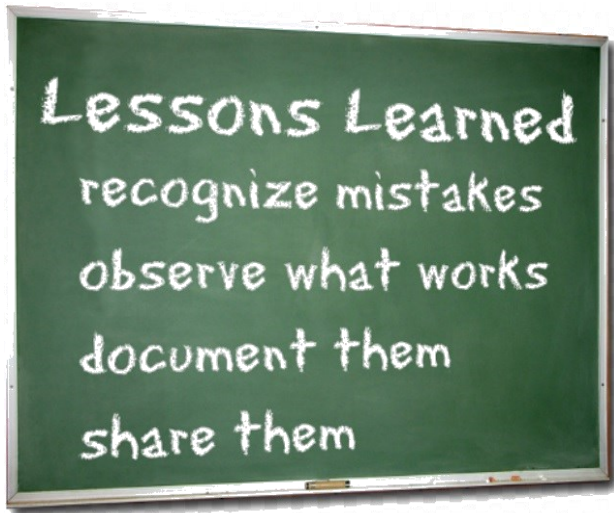 Lessons Learned
recognize mistakes
observe what works
document them
share them